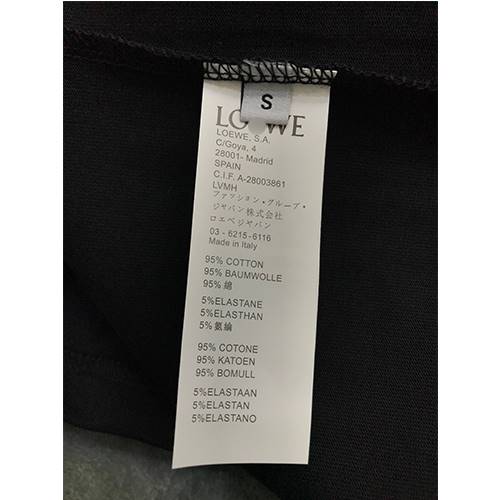 S
LOEWE
LOEWE, S.A.
C/Goya, 4
28001- Madrid
SPAIN
C.I.F. A-28003861
LVMH
ファッション・グループ・
ジャバン株式会社
ロエベジャパン
03 - 6215-6116
Made in Italy
95% COTTON
95% BAUMWOLLE
95% 綿
5%ELASTANE
5%ELASTHAN
5% 氨綸
95% COTONE
95% KATOEN
95% BOMULL
5%ELASTAAN
5%ELASTAN
5%ELASTANO